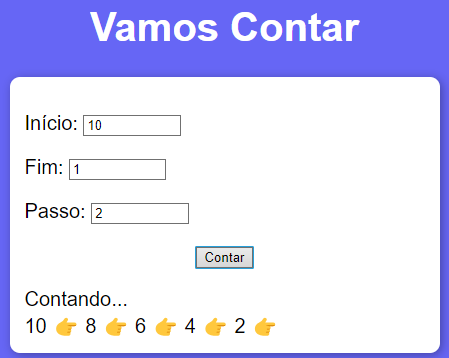 Vamos Contar
Início: 10
Fim: 1
Passo: 2
Contar
Contando...
10 👉 8 👉 6 👉 4 👉 2 👉